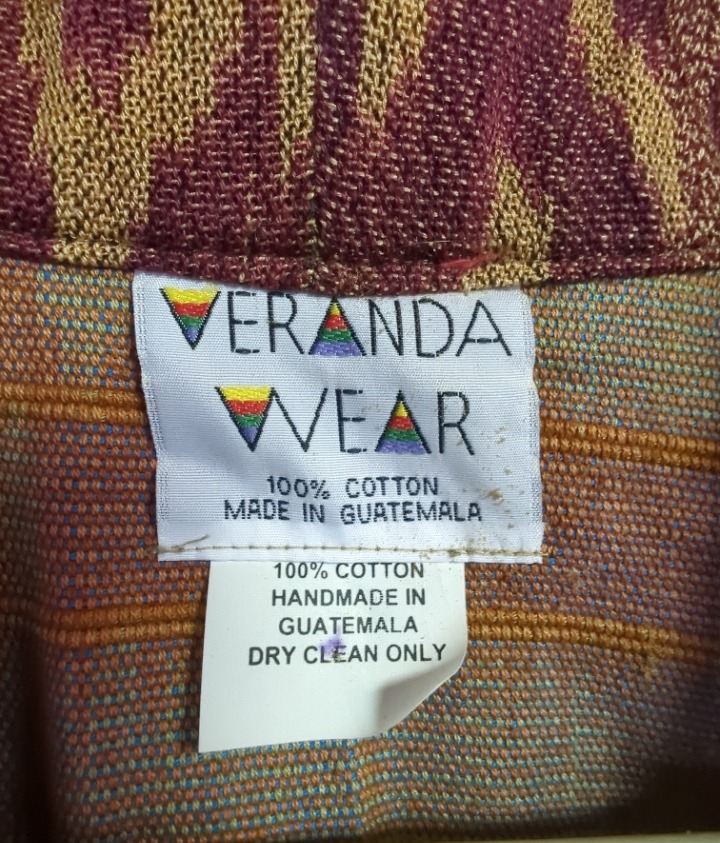 VERANDA
WEAR
100% COTTON
MADE IN GUATEMALA
100% COTTON
HANDMADE IN
GUATEMALA
DRY CLEAN ONLY